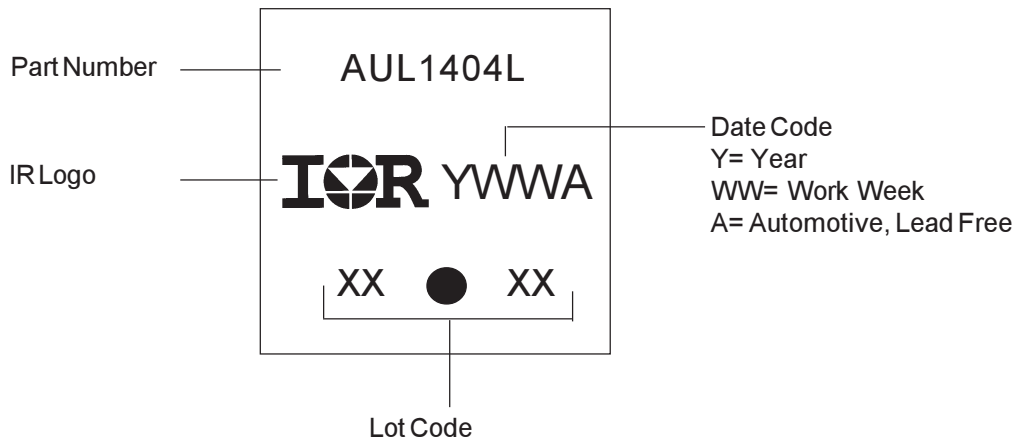 Part Number
AUL1404L
IR Logo
IOR YWWA
Date Code
Y= Year
WW= Work Week
A= Automotive, Lead Free
XX XX
Lot Code